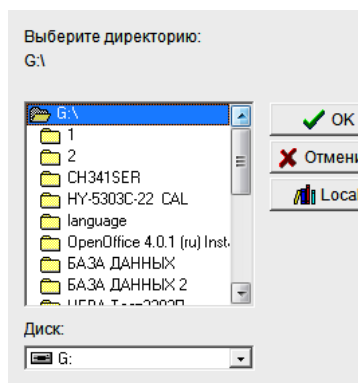 Выберите директорию:
G:\
G:\
1
2
CH341SER
HY-5303C-22 CAL
language
OpenOffice 4.0.1 (ru) Inst
БАЗА ДАННЫХ
БАЗА ДАННЫХ 2
OK
Отмени
Local
Диск:
G: